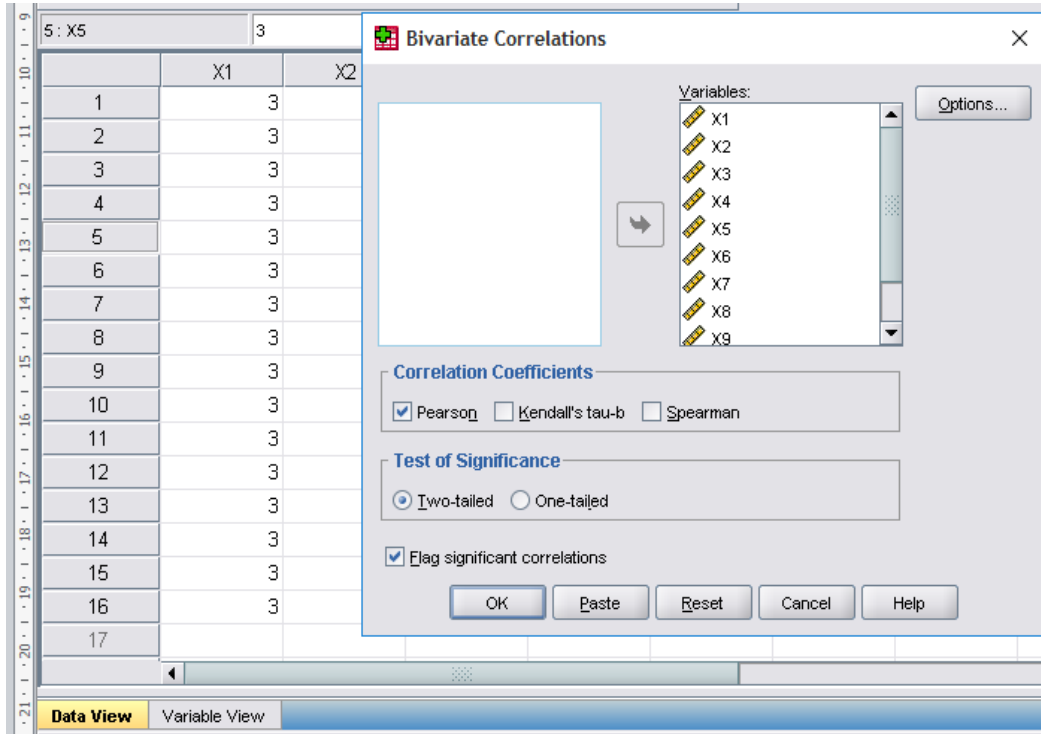 5 : X5 3
X1 X2
1 3
2 3
3 3
4 3
5 3
6 3
7 3
8 3
9 3
10 3
11 3
12 3
13 3
14 3
15 3
16 3
17
Data View Variable View
Bivariate Correlations
Variables:
X1
X2
X3
X4
X5
X6
X7
X8
X9
Options...
Correlation Coefficients
Pearson Kendall's tau-b Spearman
Test of Significance
Two-tailed One-tailed
Flag significant correlations
OK Paste Reset Cancel Help
9
10
11
12
13
14
15
16
17
18
19
20
21